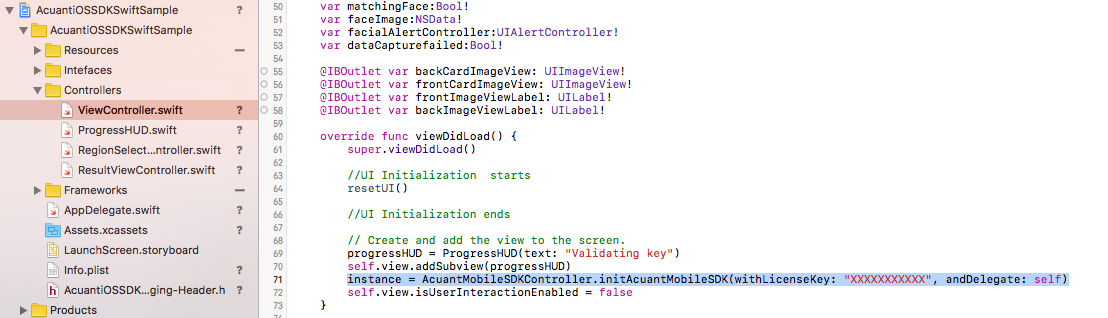 AcuantiOSSDKSwiftSample
AcuantiOSSDKSwiftSample
Resources
Intefaces
Controllers
ViewController.swift ?
ProgressHUD.swift ?
RegionSelect...ntroller.swift ?
ResultViewController.swift ?
Frameworks
AppDelegate.swift ?
Assets.xcassets ?
LaunchScreen.storyboard
Info.plist ?
h AcuantiOSSDK...ging-Header.h ?
Products
50 var matchingFace:Bool!
51 var faceImage:NSData!
52 var facialAlertController:UIAlertController!
53 var dataCapturefailed:Bool!
54
55 @IBOutlet var backCardImageView: UIImageView!
56 @IBOutlet var frontCardImageView: UIImageView!
57 @IBOutlet var frontImageViewLabel: UILabel!
58 @IBOutlet var backImageViewLabel: UILabel!
59
60 override func viewDidLoad() {
61 super.viewDidLoad()
62
63 //UI Initialization  starts
64 resetUI()
65
66 //UI Initialization ends
67
68 // Create and add the view to the screen.
69 progressHUD = ProgressHUD(text: "Validating key")
70 self.view.addSubview(progressHUD)
71 instance = AcuantMobileSDKController.initAcuantMobileSDK(withLicenseKey: "XXXXXXXXXXX", andDelegate: self)
72 self.view.isUserInteractionEnabled = false
73 }